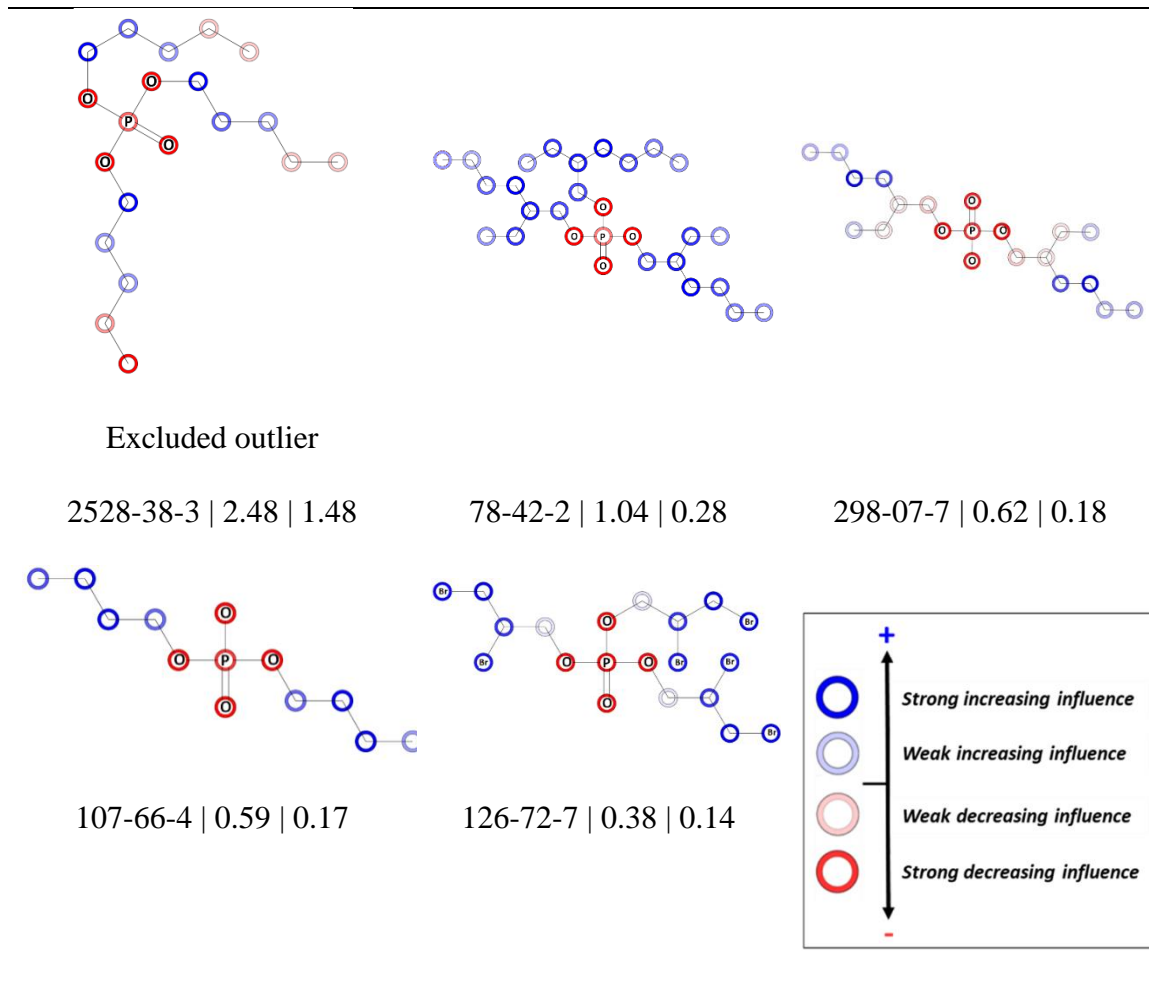 O
O
P
O
O
O
O P O
O
O
O P O
O
Excluded outlier
2528-38-3 | 2.48 | 1.48
78-42-2 | 1.04 | 0.28
298-07-7 | 0.62 | 0.18
O
O P O
O
Br
O
Br
Br
Br
Br
O P O
O
Br
107-66-4 | 0.59 | 0.17
126-72-7 | 0.38 | 0.14
+
Strong increasing influence
Weak increasing influence
Weak decreasing influence
Strong decreasing influence
-